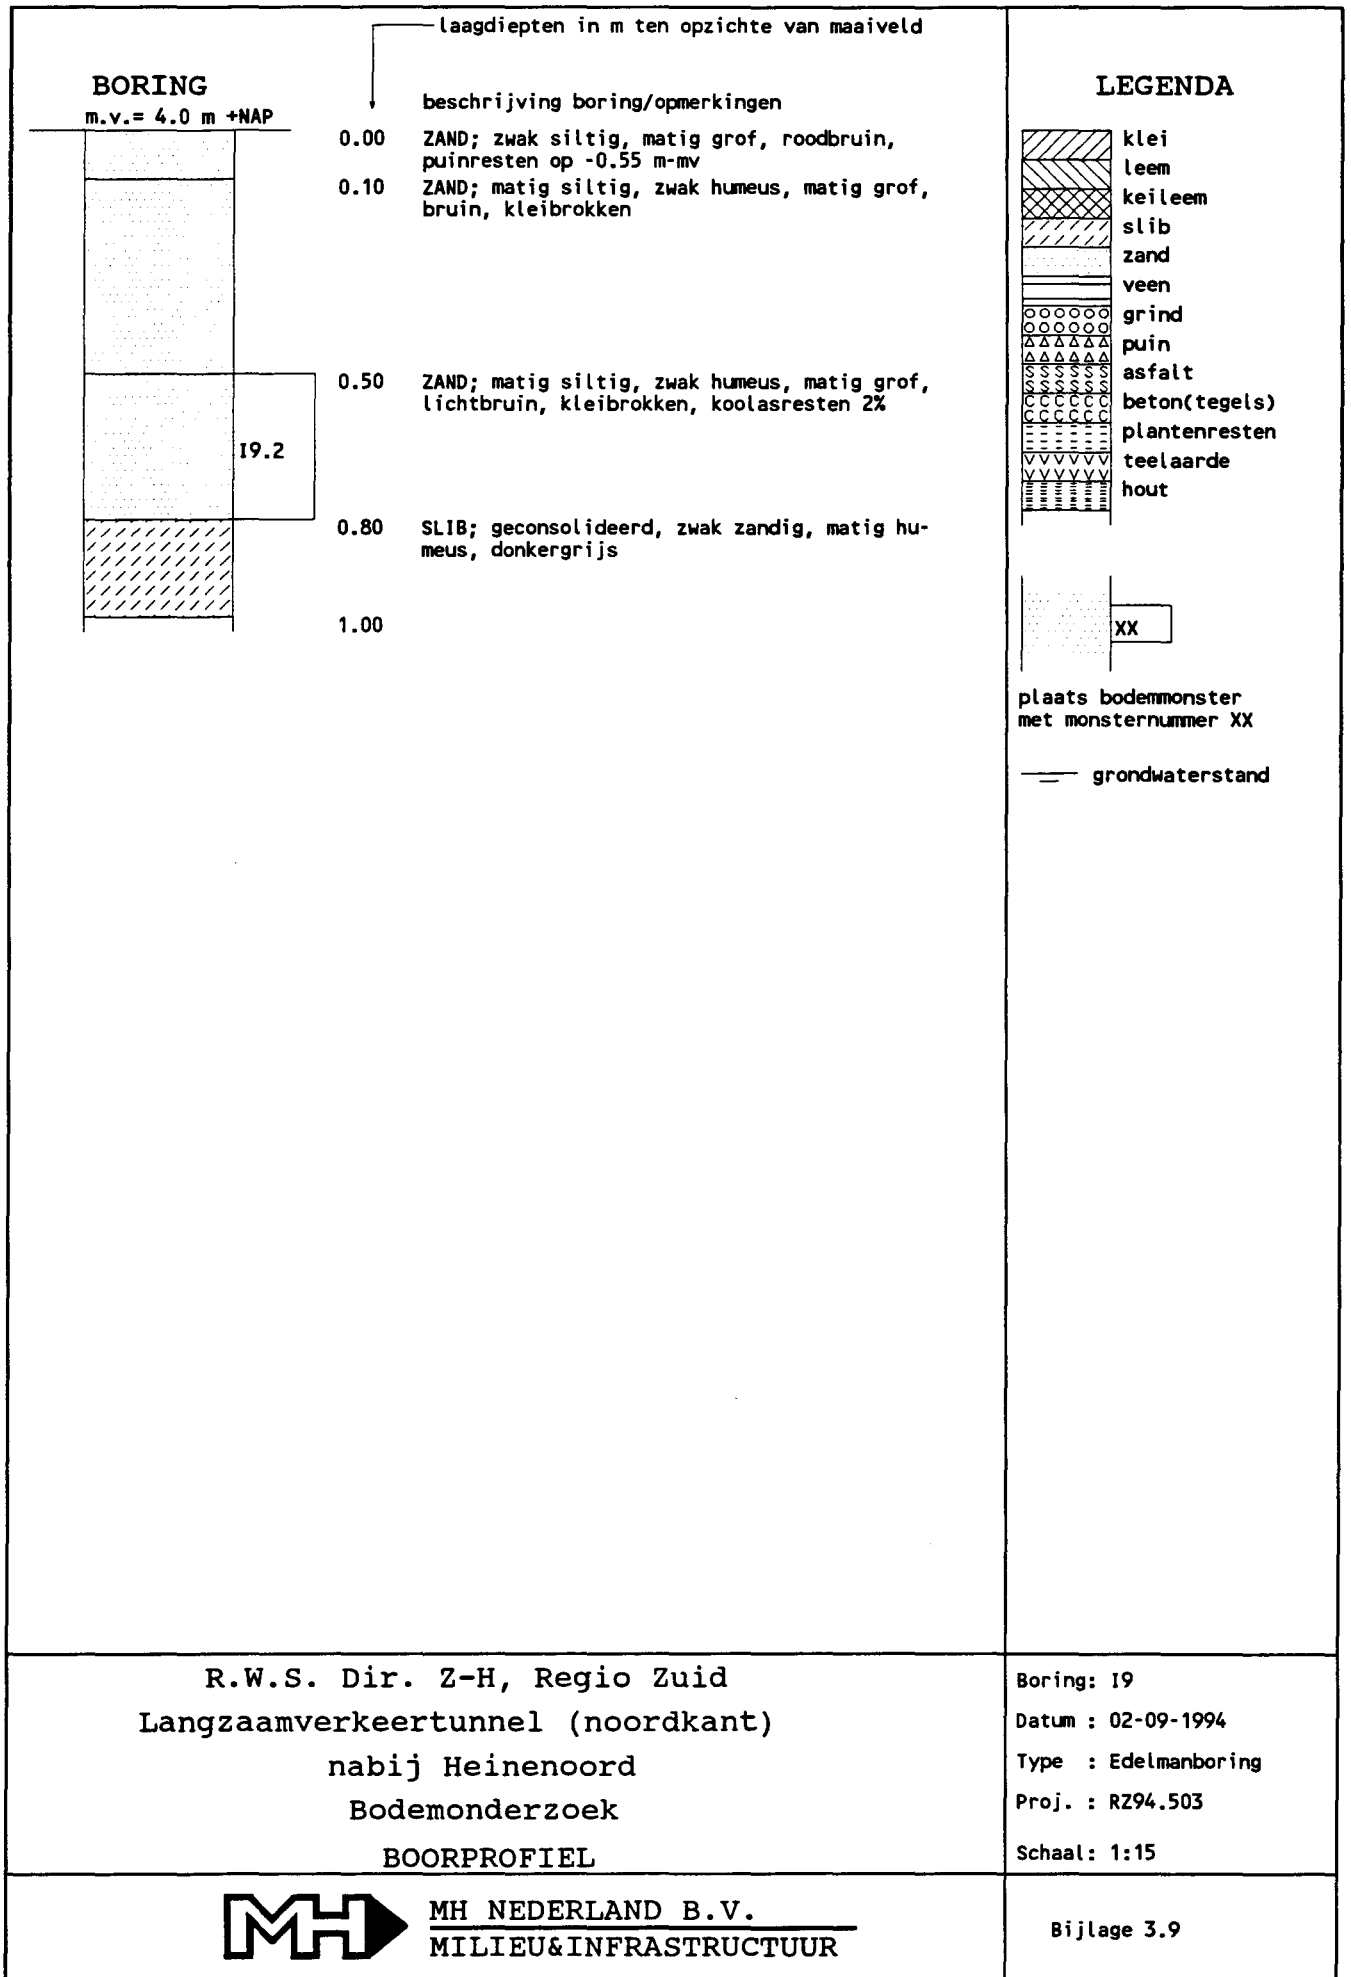 laagdiepten in m ten opzichte van maaiveld
BORING
m.v.= 4.0 m +NAP
beschrijving boring/opmerkingen
0.00 ZAND; zwak siltig, matig grof, roodbruin,
puinresten op -0.55 m-mv
0.10 ZAND; matig siltig, zwak humeus, matig grof,
bruin, kleibrokken
0.50 ZAND; matig siltig, zwak humeus, matig grof,
lichtbruin, kleibrokken, koolasresten 2%
I9.2
0.80 SLIB; geconsolideerd, zwak zandig, matig hu-
meus, donkergrijs
1.00
LEGENDA
klei
leem
keileem
slib
zand
veen
grind
puin
asfalt
beton(tegels)
plantenresten
teelaarde
hout
XX
plaats bodemmonster
met monsternummer XX
grondwaterstand
R.W.S. Dir. Z-H, Regio Zuid
Langzaamverkeertunnel (noordkant)
nabij Heinenoord
Bodemonderzoek
BOORPROFIEL
Boring: I9
Datum : 02-09-1994
Type : Edelmanboring
Proj. : RZ94.503
Schaal: 1:15
MH
MH NEDERLAND B.V.
MILIEU&INFRASTRUCTUUR
Bijlage 3.9